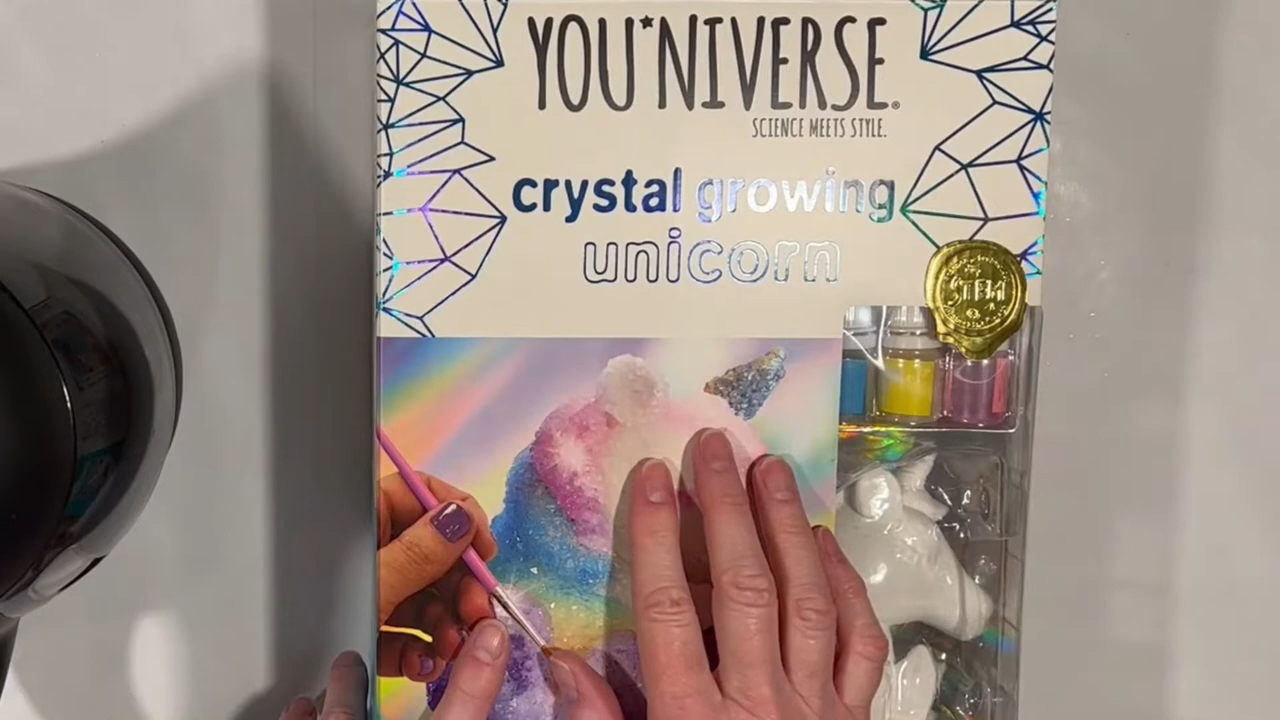 YOU*NIVERSE®
SCIENCE MEETS STYLE.
crystal growing
unicorn
STEM